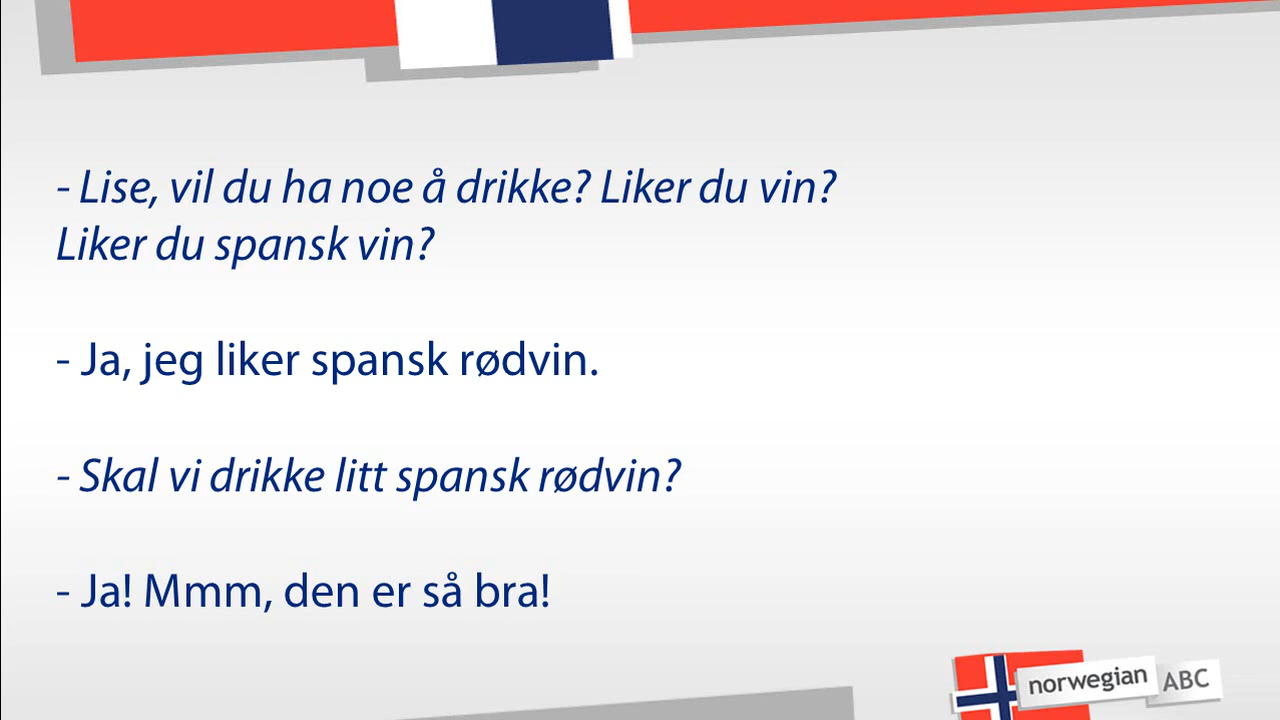 - Lise, vil du ha noe å drikke? Liker du vin?
Liker du spansk vin?
- Ja, jeg liker spansk rødvin.
- Skal vi drikke litt spansk rødvin?
- Ja! Mmm, den er så bra!
norwegian ABC